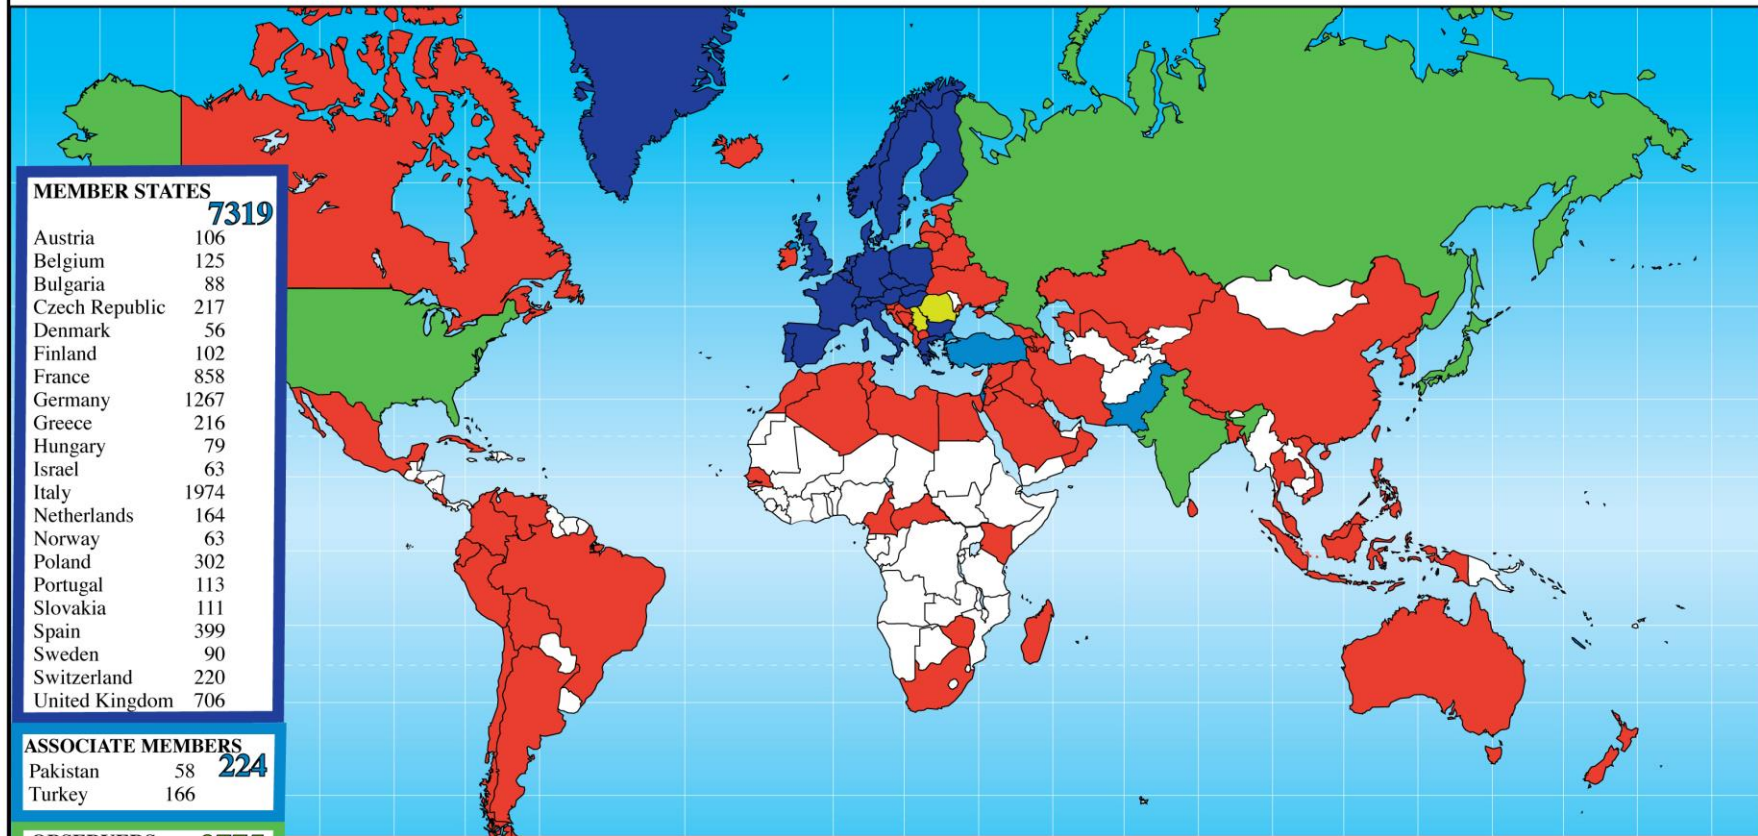 MEMBER STATES
7319
Austria 106
Belgium 125
Bulgaria 88
Czech Republic 217
Denmark 56
Finland 102
France 858
Germany 1267
Greece 216
Hungary 79
Israel 63
Italy 1974
Netherlands 164
Norway 63
Poland 302
Portugal 113
Slovakia 111
Spain 399
Sweden 90
Switzerland 220
United Kingdom 706
ASSOCIATE MEMBERS
224
Pakistan 58
Turkey 166
OBSERVERS